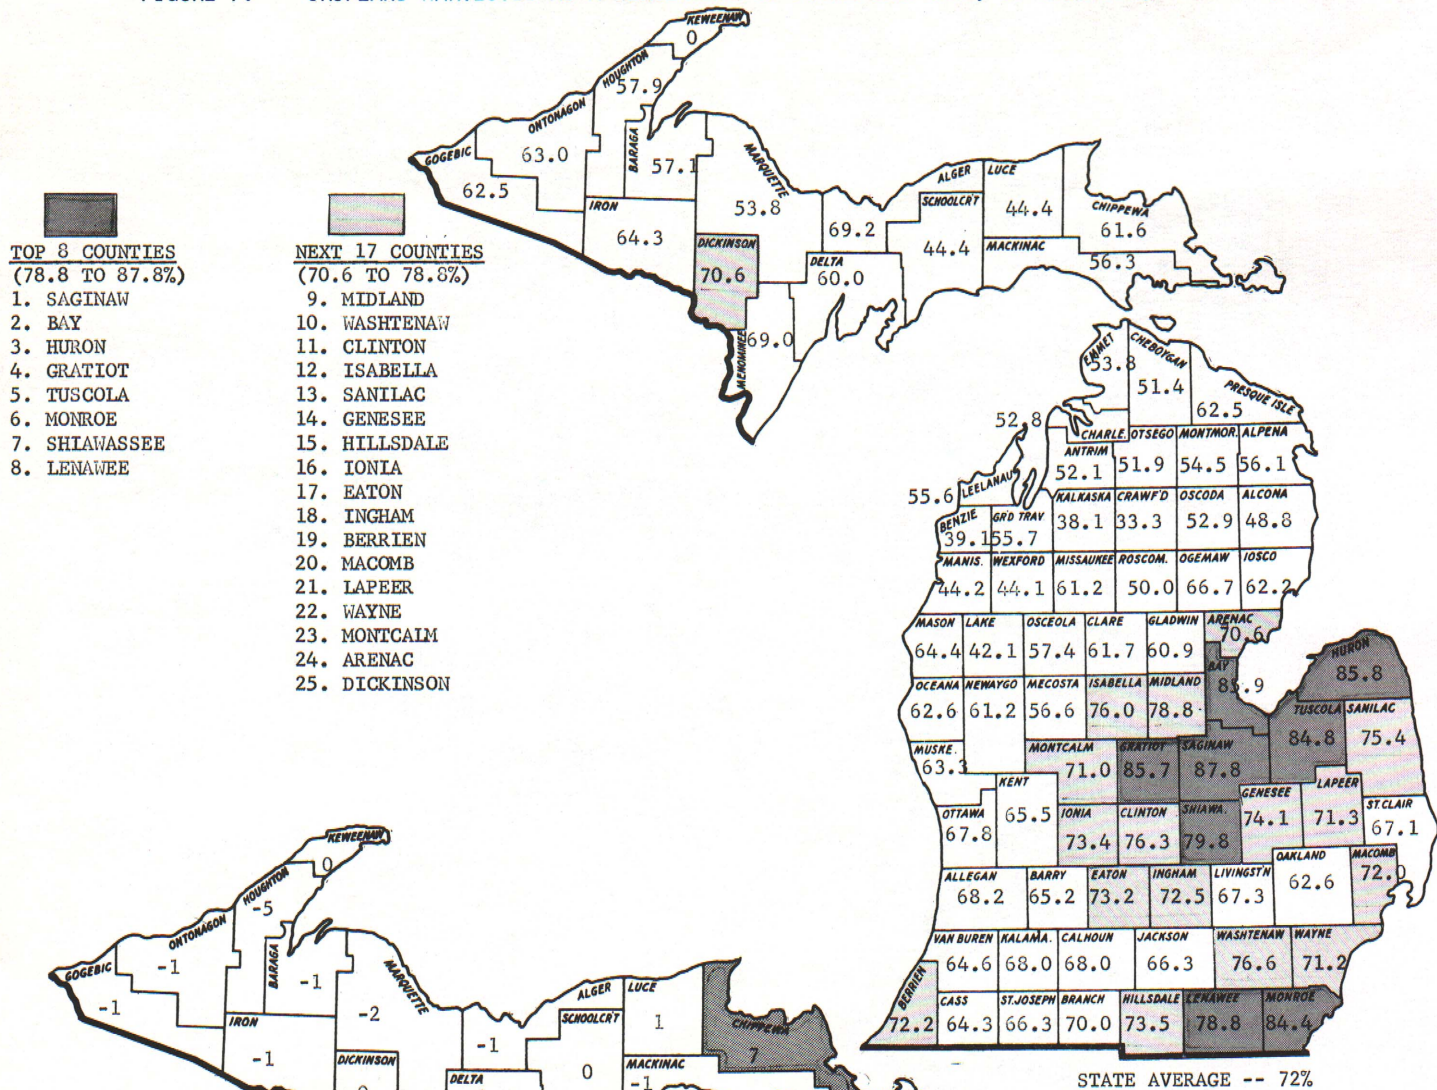 TOP 8 COUNTIES
(78.8 TO 87.8%)
1. SAGINAW
2. BAY
3. HURON
4. GRATIOT
5. TUSCOLA
6. MONROE
7. SHIAWASSEE
8. LENAWEE
NEXT 17 COUNTIES
(70.6 TO 78.8%)
9. MIDLAND
10. WASHTENAW
11. CLINTON
12. ISABELLA
13. SANILAC
14. GENESEE
15. HILLSDALE
16. IONIA
17. EATON
18. INGHAM
19. BERRIEN
20. MACOMB
21. LAPEER
22. WAYNE
23. MONTCALM
24. ARENAC
25. DICKINSON
KEWEENAW
0
HOUGHTON
57.9
ONTONAGON
63.0
GOGEBIC
62.5
BARAGA
57.1
MARQUETTE
53.8
IRON
64.3
DICKINSON
70.6
MENOMINEE
69.0
DELTA
60.0
ALGER
69.2
SCHOOLCR'T
44.4
LUCE
44.4
CHIPPEWA
61.6
MACKINAC
56.3
EMMET
53.8
CHEBOYGAN
51.4
PRESQUE ISLE
62.5
52.8
CHARLE. OTSEGO MONTMOR. ALPENA
ANTRIM
52.1 51.9 54.5 56.1
55.6 LEELANAU
KALKASKA CRAWF'D OSCODA ALCONA
BENZIE GR'D TRAV
39.1 55.7 38.1 33.3 52.9 48.8
MANIS. WEXFORD MISSAUKEE ROSCOM. OGEMAW IOSCO
44.2 44.1 61.2 50.0 66.7 62.2
MASON LAKE OSCEOLA CLARE GLADWIN ARENAC
64.4 42.1 57.4 61.7 60.9 70.6
HURON
85.8
BAY
85.9
OCEANA NEWAYGO MECOSTA ISABELLA MIDLAND
62.6 61.2 56.6 76.0 78.8
TUSCOLA SANILAC
84.8 75.4
MUSKE. MONTCALM GRATIOT SAGINAW
63.3 71.0 85.7 87.8
KENT
65.5
GENESEE LAPEER
74.1 71.3
ST.CLAIR
67.1
OTTAWA IONIA CLINTON SHIAWA.
67.8 73.4 76.3 79.8
OAKLAND MACOMB
62.6 72.0
ALLEGAN BARRY EATON INGHAM LIVINGST'N
68.2 65.2 73.2 72.5 67.3
VAN BUREN KALAMA. CALHOUN JACKSON WASHTENAW WAYNE
64.6 68.0 68.0 66.3 76.6 71.2
BERRIEN CASS ST.JOSEPH BRANCH HILLSDALE LENAWEE MONROE
72.2 64.3 66.3 70.0 73.5 78.8 84.4
STATE AVERAGE -- 72%
KEWEENAW
0
HOUGHTON
-5
ONTONAGON
-1
GOGEBIC
-1
BARAGA
-1
MARQUETTE
-2
IRON
-1
DICKINSON
DELTA
ALGER
-1
SCHOOLCR'T
0
LUCE
1
CHIPPEWA
7
MACKINAC
-1